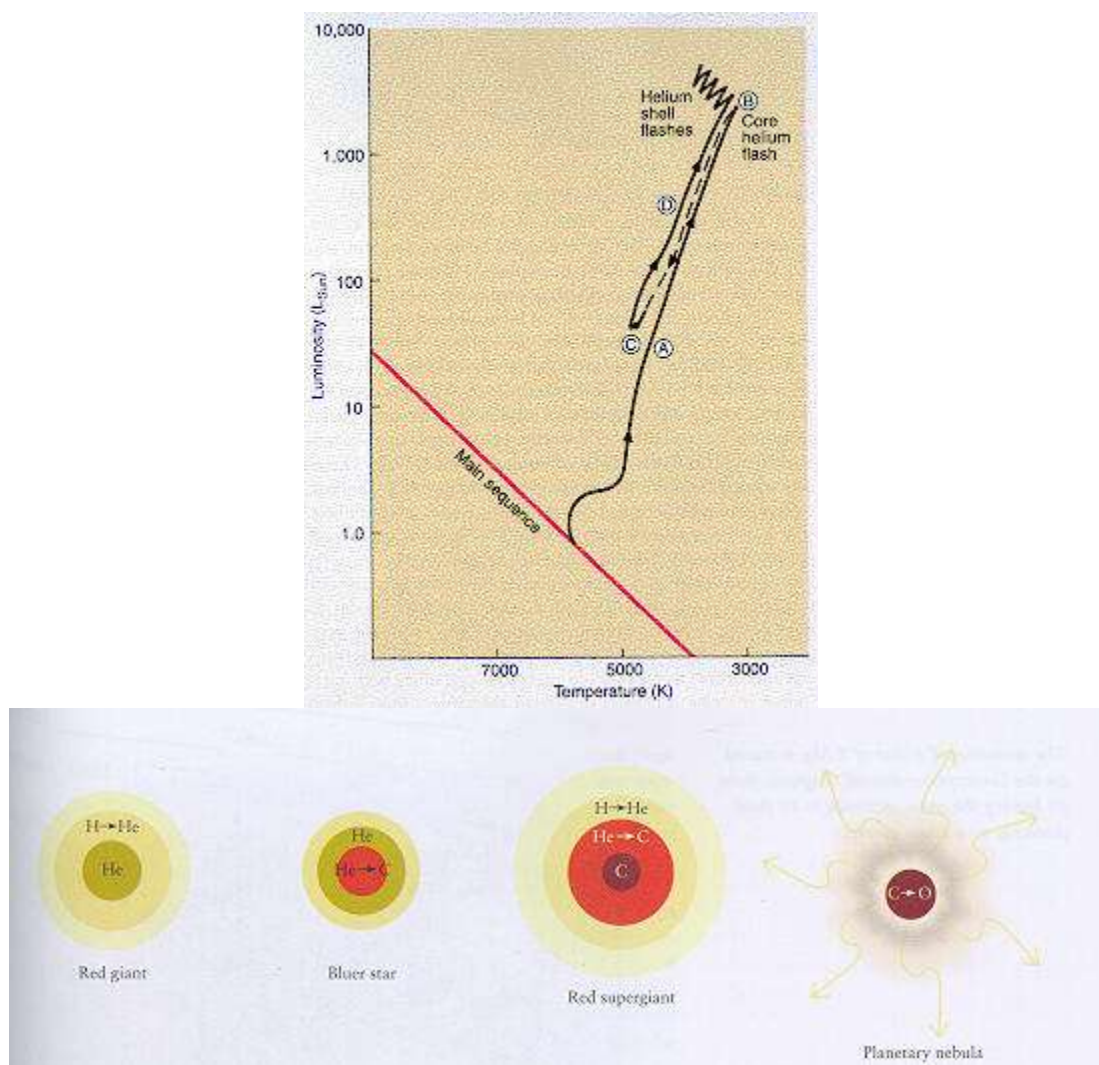 10,000
Helium
shell
flashes
B
Core
helium
flash
1,000
D
Luminosity (LSun)
100
C
A
10
Main sequence
1.0
7000
5000
3000
Temperature (K)
H→He
He
Red giant
He
He→C
Bluer star
H→He
He→C
C
Red supergiant
C→O
Planetary nebula